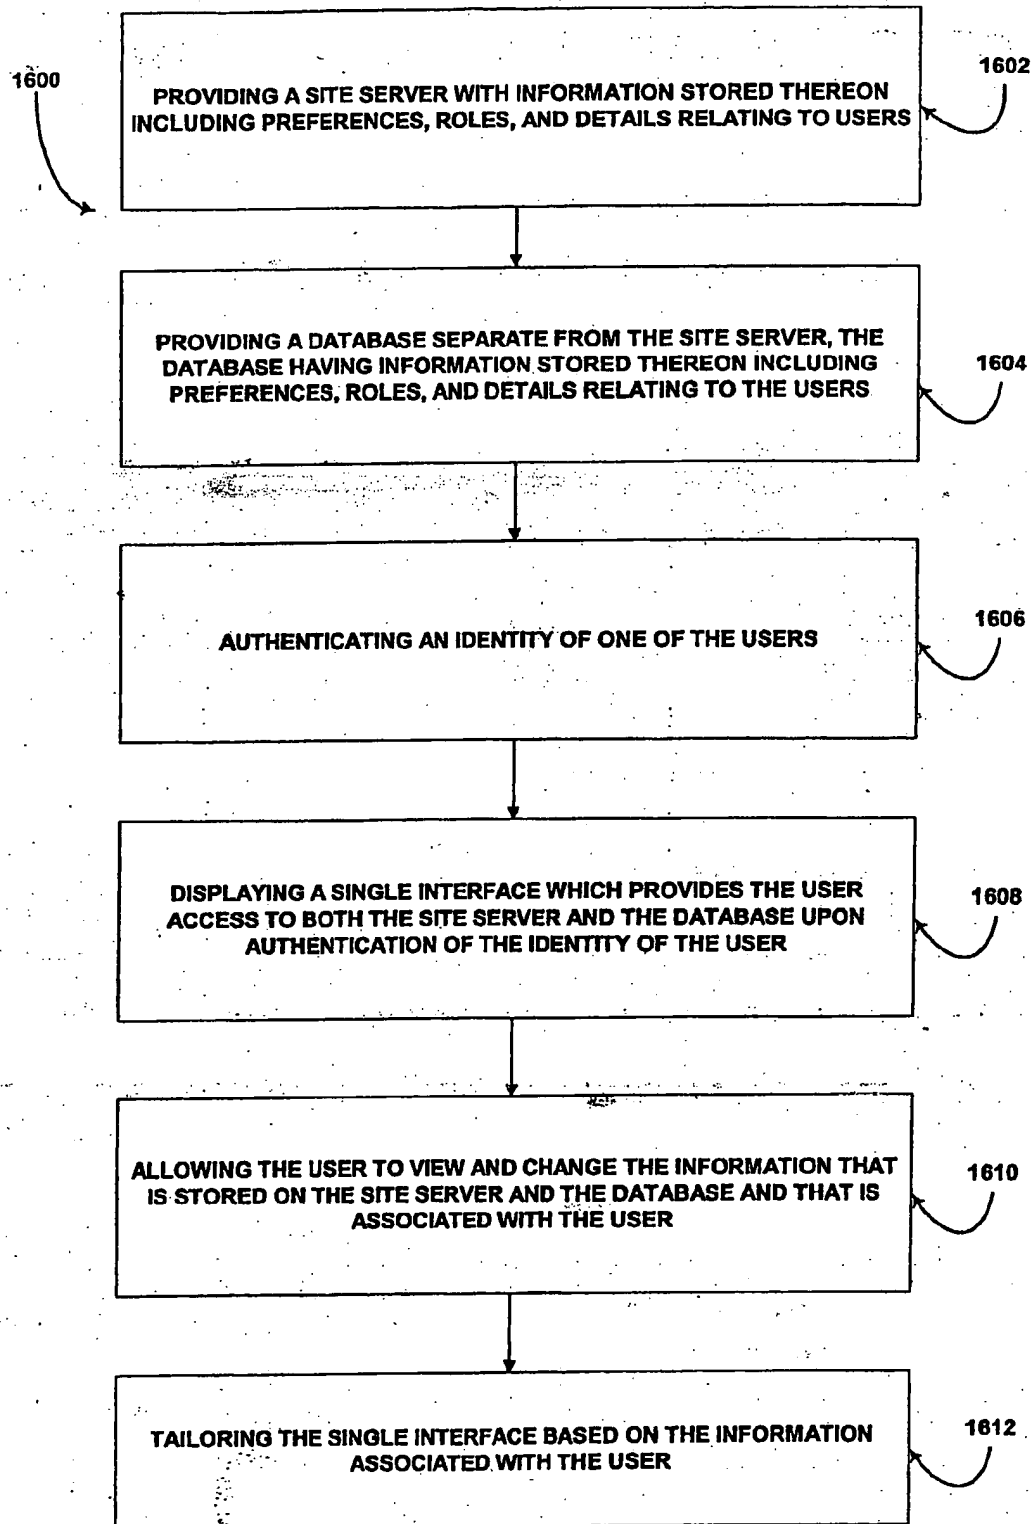 1600
1602
PROVIDING A SITE SERVER WITH INFORMATION STORED THEREON
INCLUDING PREFERENCES, ROLES, AND DETAILS RELATING TO USERS
PROVIDING A DATABASE SEPARATE FROM THE SITE SERVER, THE
DATABASE HAVING INFORMATION STORED THEREON INCLUDING
PREFERENCES, ROLES, AND DETAILS RELATING TO THE USERS
1604
AUTHENTICATING AN IDENTITY OF ONE OF THE USERS
1606
DISPLAYING A SINGLE INTERFACE WHICH PROVIDES THE USER
ACCESS TO BOTH THE SITE SERVER AND THE DATABASE UPON
AUTHENTICATION OF THE IDENTITY OF THE USER
1608
ALLOWING THE USER TO VIEW AND CHANGE THE INFORMATION THAT
IS STORED ON THE SITE SERVER AND THE DATABASE AND THAT IS
ASSOCIATED WITH THE USER
1610
TAILORING THE SINGLE INTERFACE BASED ON THE INFORMATION
ASSOCIATED WITH THE USER
1612